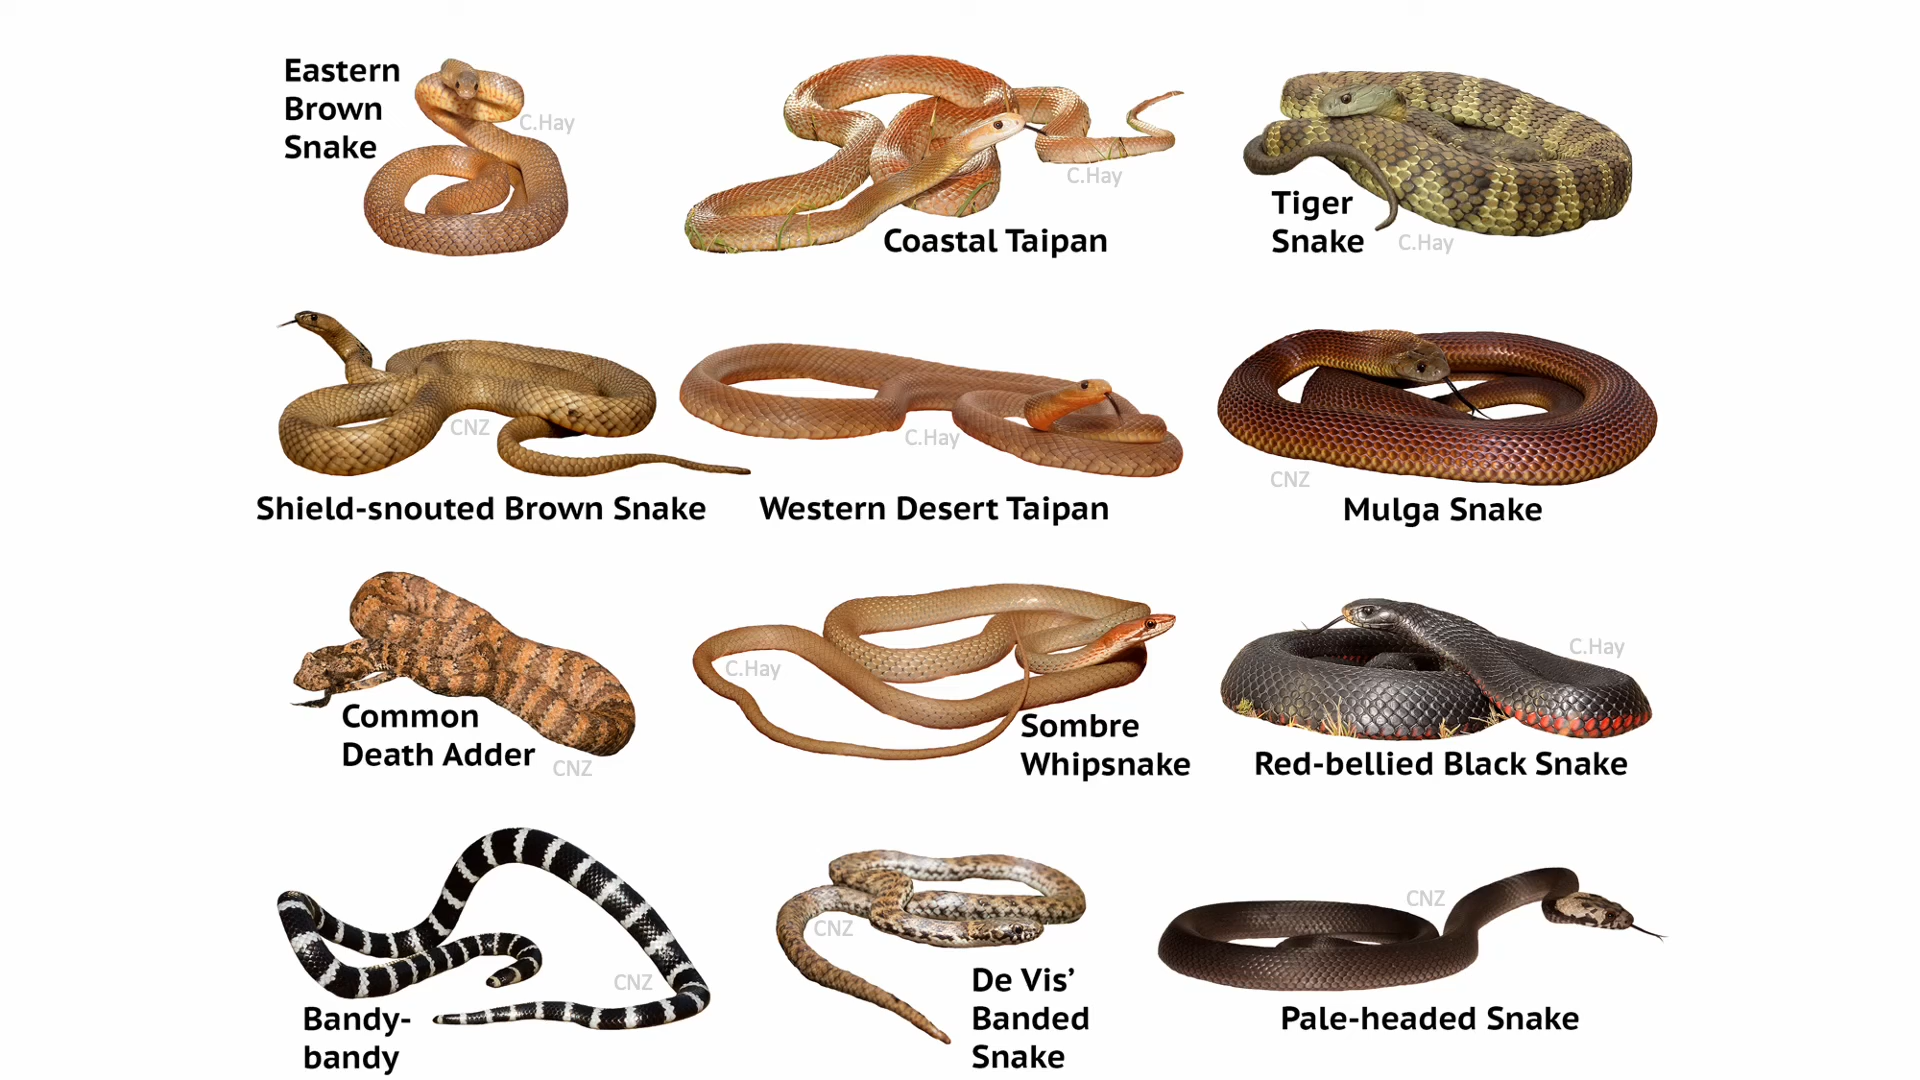 Eastern
Brown
Snake
C.Hay
Coastal Taipan
C.Hay
Tiger
Snake
C.Hay
Shield-snouted Brown Snake
CNZ
Western Desert Taipan
C.Hay
Mulga Snake
CNZ
Common
Death Adder
CNZ
Sombre
Whipsnake
C.Hay
Red-bellied Black Snake
C.Hay
Bandy-
bandy
CNZ
De Vis’
Banded
Snake
CNZ
Pale-headed Snake
CNZ